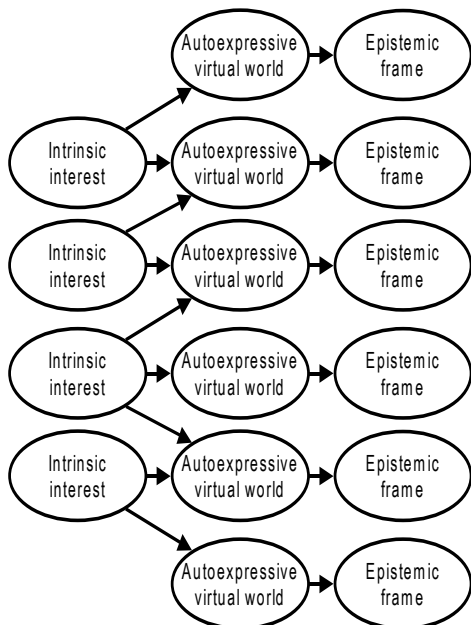 Autoexpressive
virtual world
Epistemic
frame
Intrinsic
interest
Autoexpressive
virtual world
Epistemic
frame
Intrinsic
interest
Autoexpressive
virtual world
Epistemic
frame
Intrinsic
interest
Autoexpressive
virtual world
Epistemic
frame
Intrinsic
interest
Autoexpressive
virtual world
Epistemic
frame
Autoexpressive
virtual world
Epistemic
frame